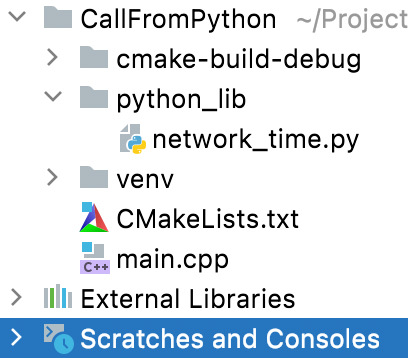 CallFromPython ~/Project
cmake-build-debug
python_lib
network_time.py
venv
CMakeLists.txt
C++ main.cpp
External Libraries
Scratches and Consoles